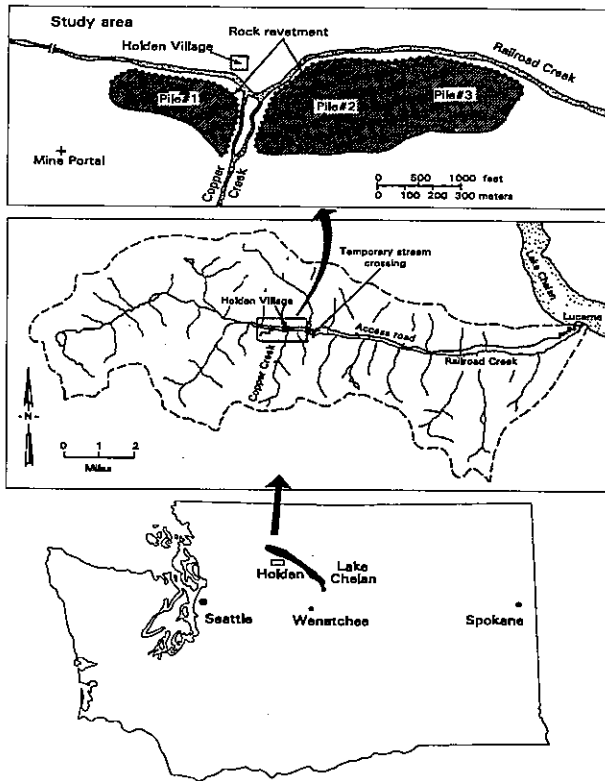 Study area
Rock revetment
Holden Village
Railroad Creek
Pile#1
Pile#2
Pile#3
Mine Portal
Copper
Creek
0 500 1000 feet
0 100 200 300 meters
Temporary stream
crossing
Holden Village
Lake Chelan
Lucerne
Access road
Railroad Creek
Copper Creek
-N-
0 1 2
Miles
Holden
Lake
Chelan
Seattle
Wenatchee
Spokane